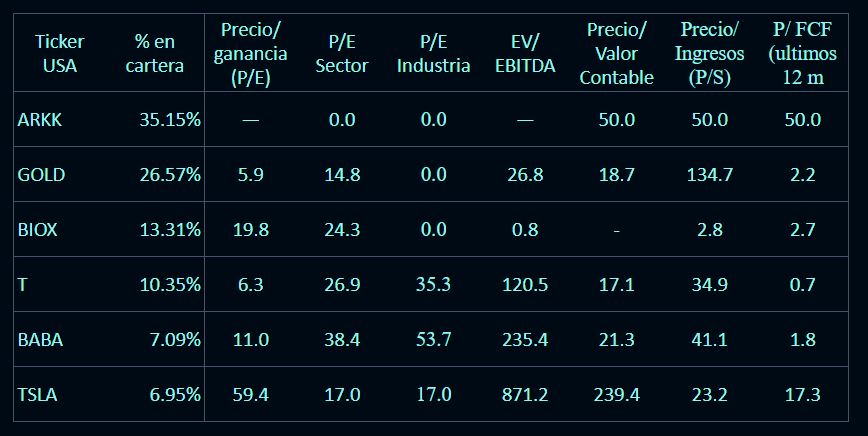 Ticker USA % en cartera Precio/ ganancia (P/E) P/E Sector P/E Industria EV/ EBITDA Precio/ Valor Contable Precio/ Ingresos (P/S) P/ FCF (ultimos 12 m
ARKK 35.15% — 0.0 0.0 — 50.0 50.0 50.0
GOLD 26.57% 5.9 14.8 0.0 26.8 18.7 134.7 2.2
BIOX 13.31% 19.8 24.3 0.0 0.8 - 2.8 2.7
T 10.35% 6.3 26.9 35.3 120.5 17.1 34.9 0.7
BABA 7.09% 11.0 38.4 53.7 235.4 21.3 41.1 1.8
TSLA 6.95% 59.4 17.0 17.0 871.2 239.4 23.2 17.3